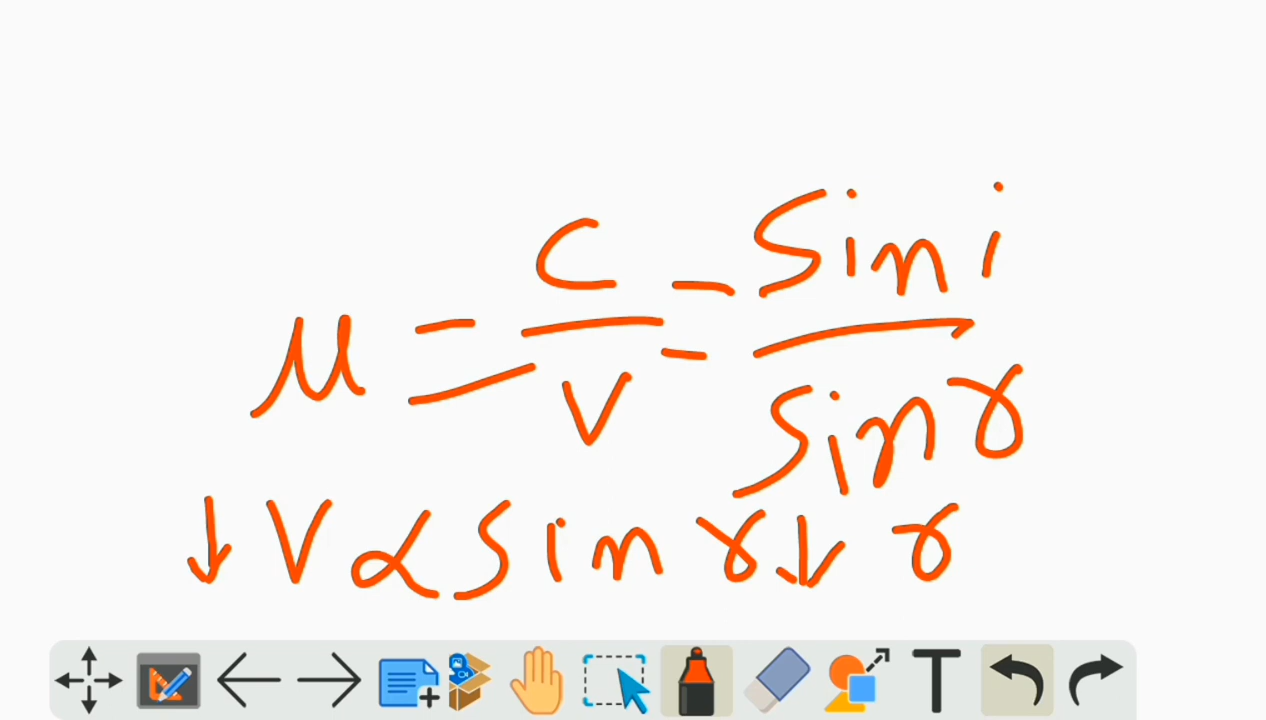 μ = c/v = Sin i/Sin r
↓ V α Sin r ↓ r
T